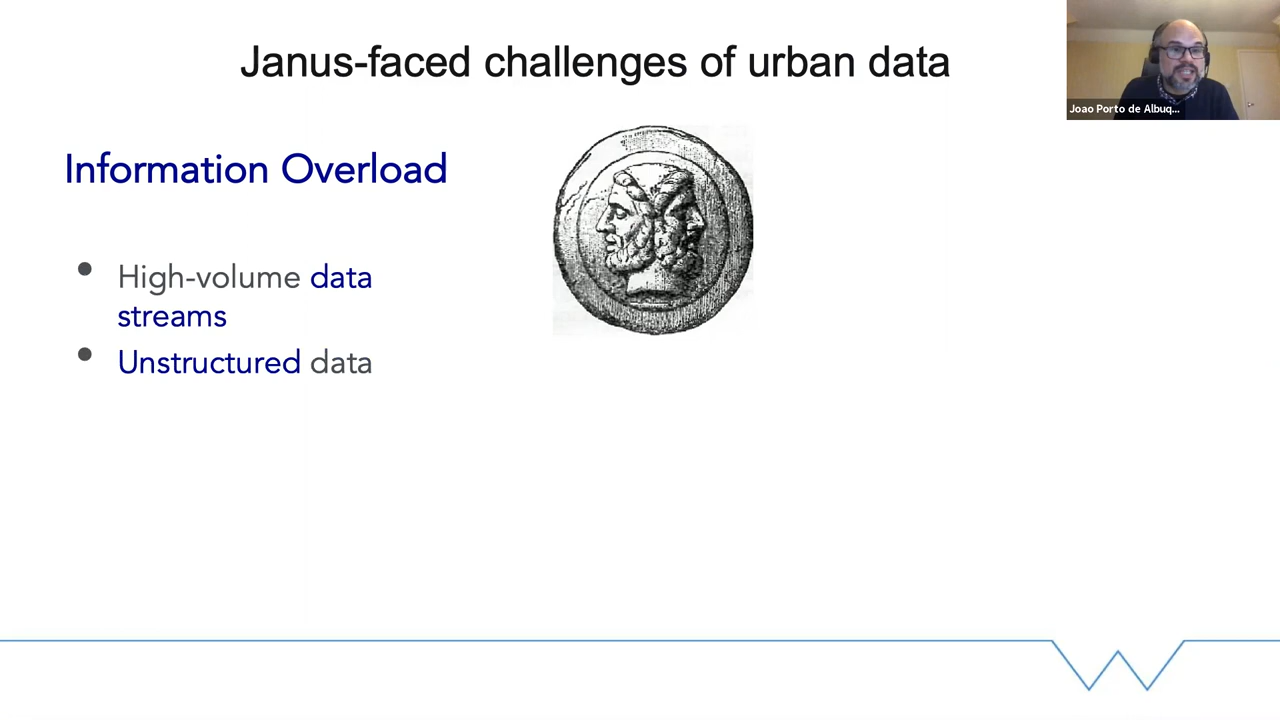 Janus-faced challenges of urban data
Joao Porto de Albuq...
Information Overload
• High-volume data
streams
• Unstructured data